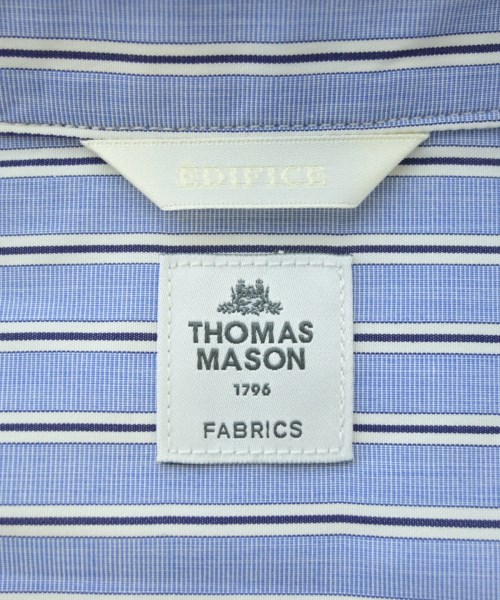 EDIFICE
THOMAS
MASON
1796
FABRICS